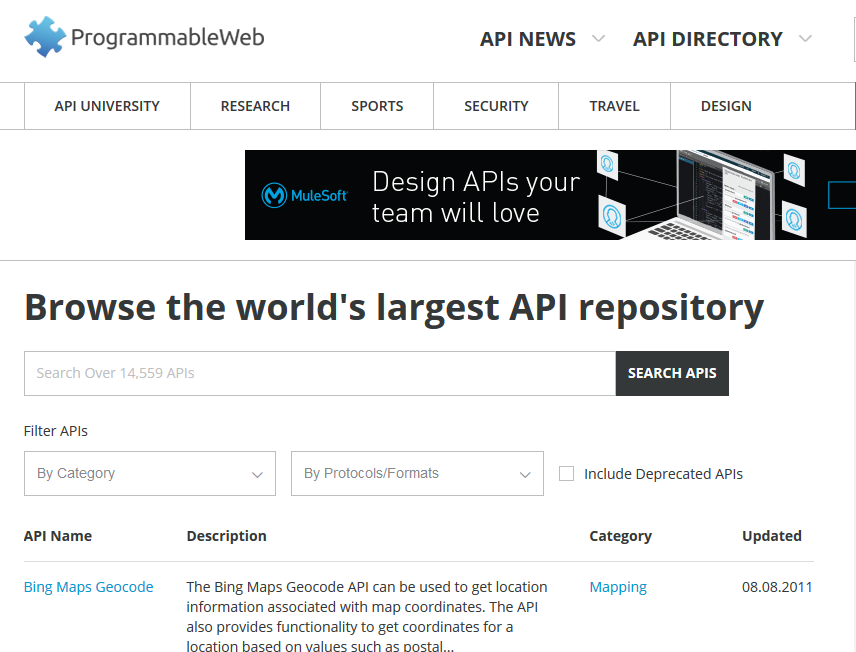 ProgrammableWeb
API NEWS API DIRECTORY
API UNIVERSITY RESEARCH SPORTS SECURITY TRAVEL DESIGN
MuleSoft
Design APIs your
team will love
Browse the world's largest API repository
Search Over 14,559 APIs SEARCH APIS
Filter APIs
By Category By Protocols/Formats Include Deprecated APIs
API Name Description Category Updated
Bing Maps Geocode The Bing Maps Geocode API can be used to get location Mapping 08.08.2011
information associated with map coordinates. The API
also provides functionality to get coordinates for a
location based on values such as postal...